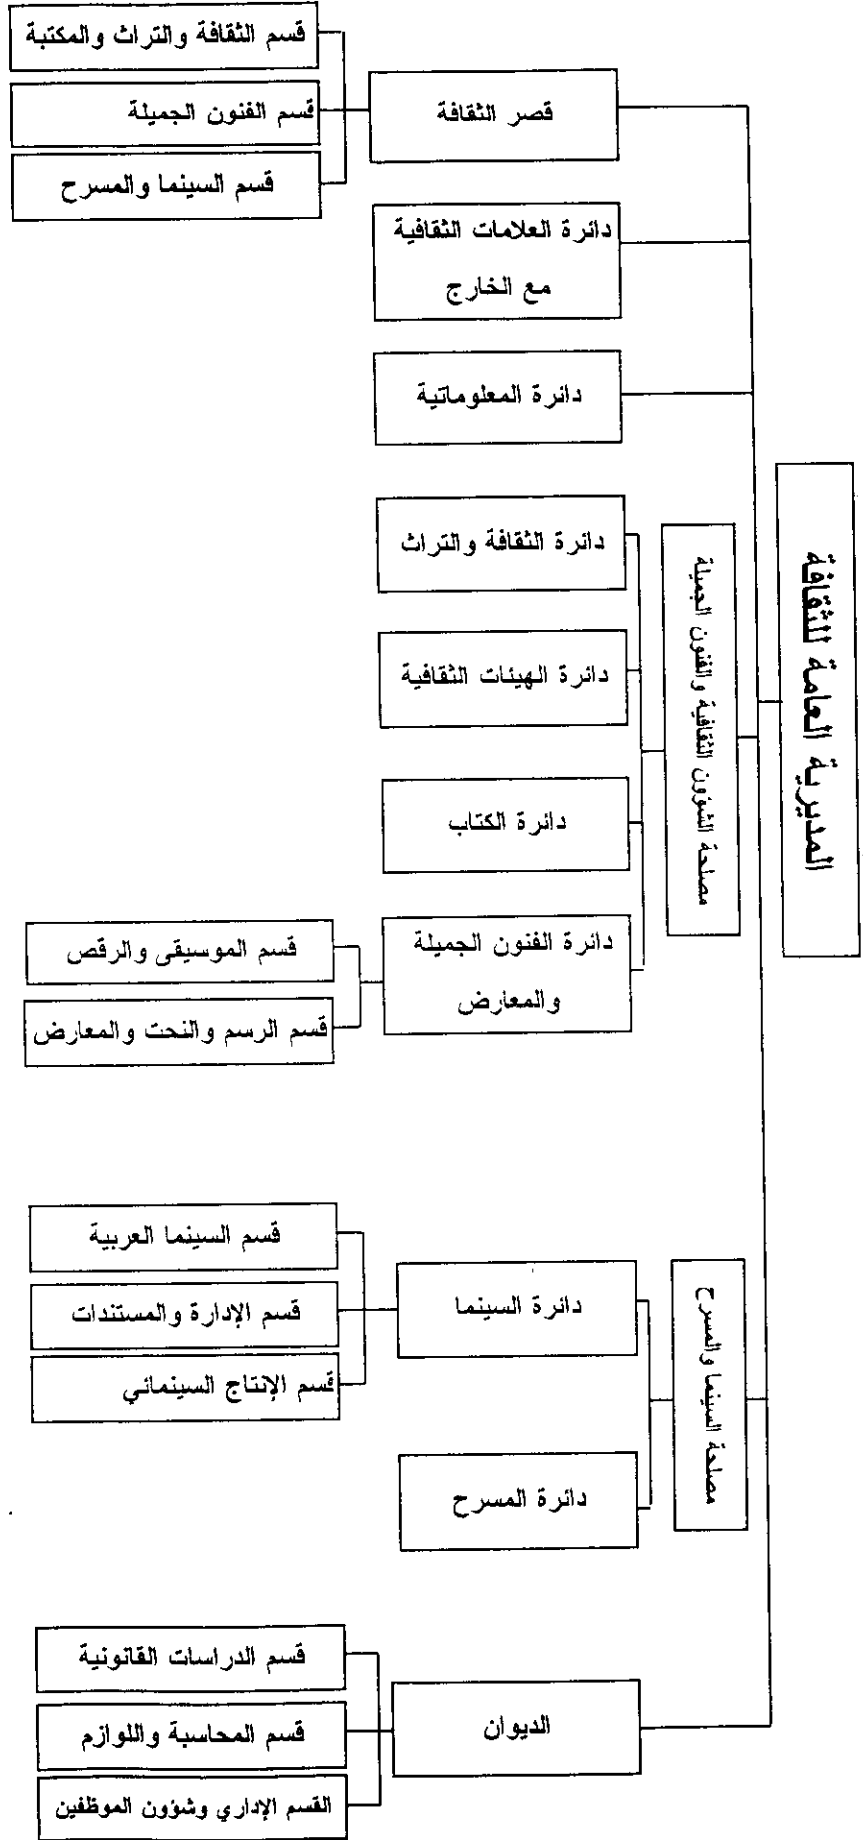 المديرية العامة للثقافة
قصر الثقافة
قسم الثقافة والتراث والمكتبة
قسم الفنون الجميلة
قسم السينما والمسرح
دائرة العلامات الثقافية
مع الخارج
دائرة المعلوماتية
مصلحة الشؤون الثقافية والفنون الجميلة
دائرة الثقافة والتراث
دائرة الهيئات الثقافية
دائرة الكتاب
دائرة الفنون الجميلة
والمعارض
قسم الموسيقى والرقص
قسم الرسم والنحت والمعارض
مصلحة السينما والمسرح
دائرة السينما
قسم السينما العربية
قسم الإدارة والمستندات
قسم الإنتاج السينمائي
دائرة المسرح
الديوان
قسم الدراسات القانونية
قسم المحاسبة واللوازم
القسم الإداري وشؤون الموظفين